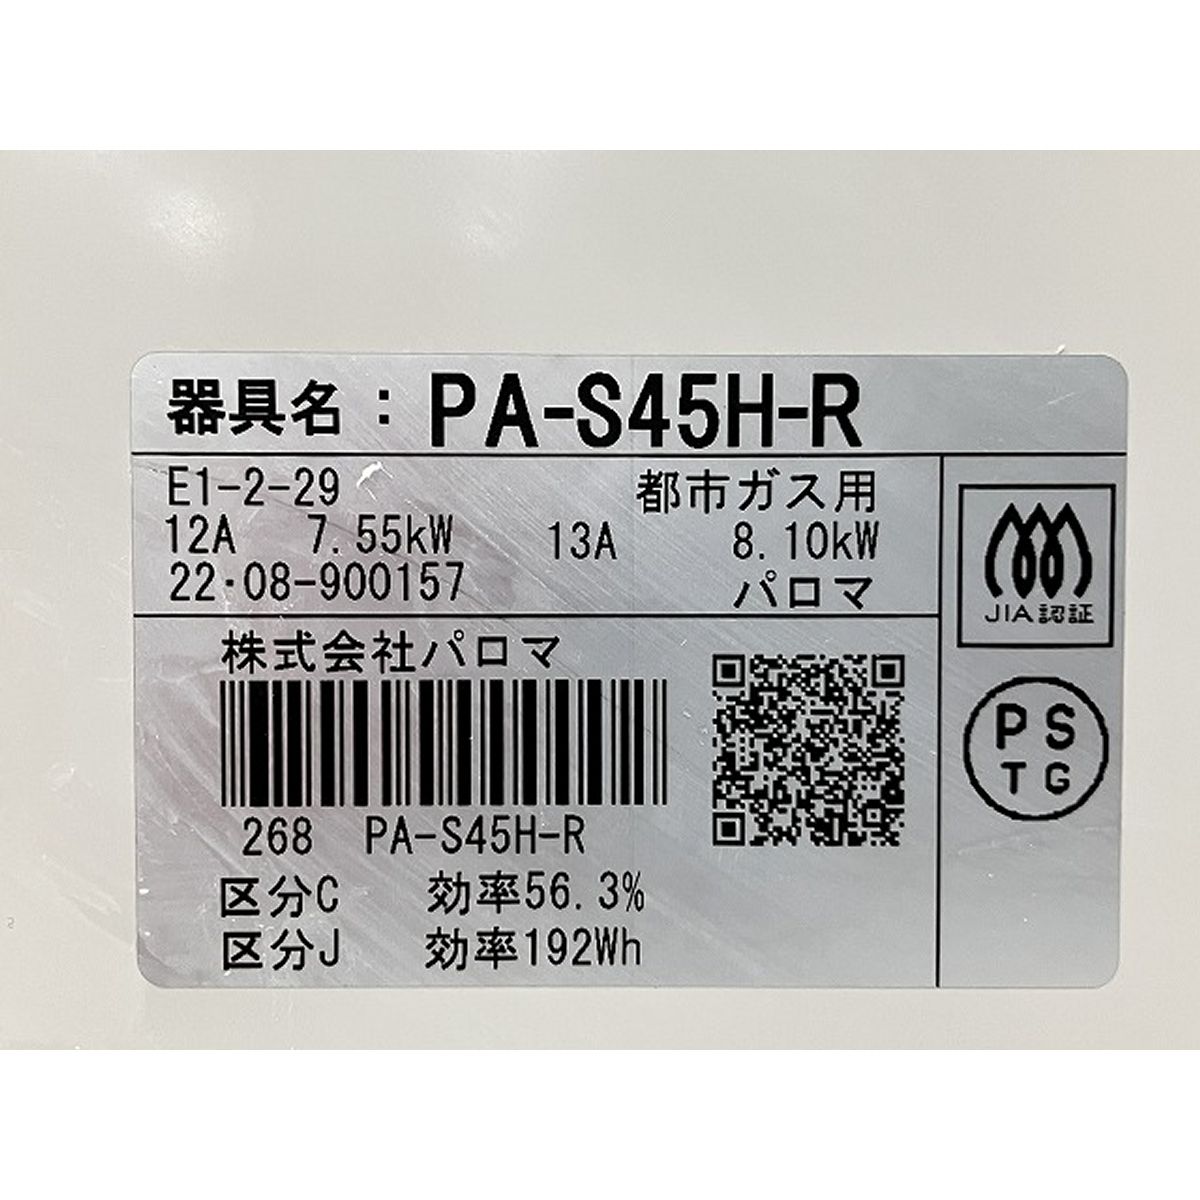 器具名:PA-S45H-R
E1-2-29 都市ガス用
12A 7.55kW 13A 8.10kW
22・08-900157 パロマ
JIA認証
株式会社パロマ
PS
TG
268 PA-S45H-R
区分C 効率56.3%
区分J 効率192Wh